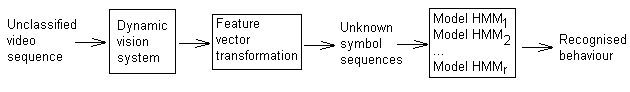 Unclassified
video
sequence
Dynamic
vision
system
Feature
vector
transformation
Unknown
symbol
sequences
Model HMM1
Model HMM2
...
Model HMMr
Recognised
behaviour